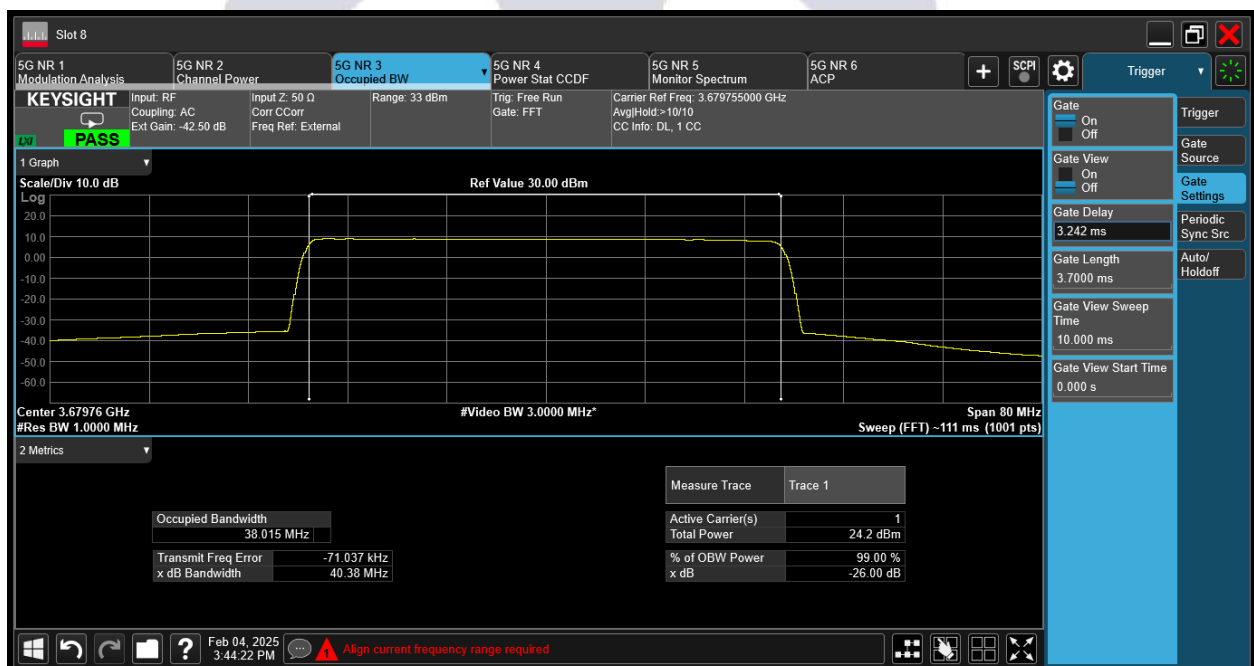 Slot 8
5G NR 1
Modulation Analysis
5G NR 2
Channel Power
5G NR 3
Occupied BW
5G NR 4
Power Stat CCDF
5G NR 5
Monitor Spectrum
5G NR 6
ACP
SCPI
Trigger
KEYSIGHT
LXI
PASS
Input: RF
Coupling: AC
Ext Gain: -42.50 dB
Input Z: 50 Ω
Corr CCorr
Freq Ref: External
Range: 33 dBm
Trig: Free Run
Gate: FFT
Carrier Ref Freq: 3.679755000 GHz
Avg|Hold:>10/10
CC Info: DL, 1 CC
1 Graph
Scale/Div 10.0 dB
Ref Value 30.00 dBm
Log
20.0
10.0
0.00
-10.0
-20.0
-30.0
-40.0
-50.0
-60.0
Center 3.67976 GHz
#Video BW 3.0000 MHz*
Span 80 MHz
#Res BW 1.0000 MHz
Sweep (FFT) ~111 ms (1001 pts)
2 Metrics
Measure Trace Trace 1
Occupied Bandwidth
38.015 MHz
Active Carrier(s) 1
Total Power 24.2 dBm
Transmit Freq Error -71.037 kHz
x dB Bandwidth 40.38 MHz
% of OBW Power 99.00 %
x dB -26.00 dB
Gate
On
Off
Gate View
On
Off
Gate Delay
3.242 ms
Gate Length
3.7000 ms
Gate View Sweep
Time
10.000 ms
Gate View Start Time
0.000 s
Trigger
Gate
Source
Gate
Settings
Periodic
Sync Src
Auto/
Holdoff
?
Feb 04, 2025
3:44:22 PM
1
Align current frequency range required